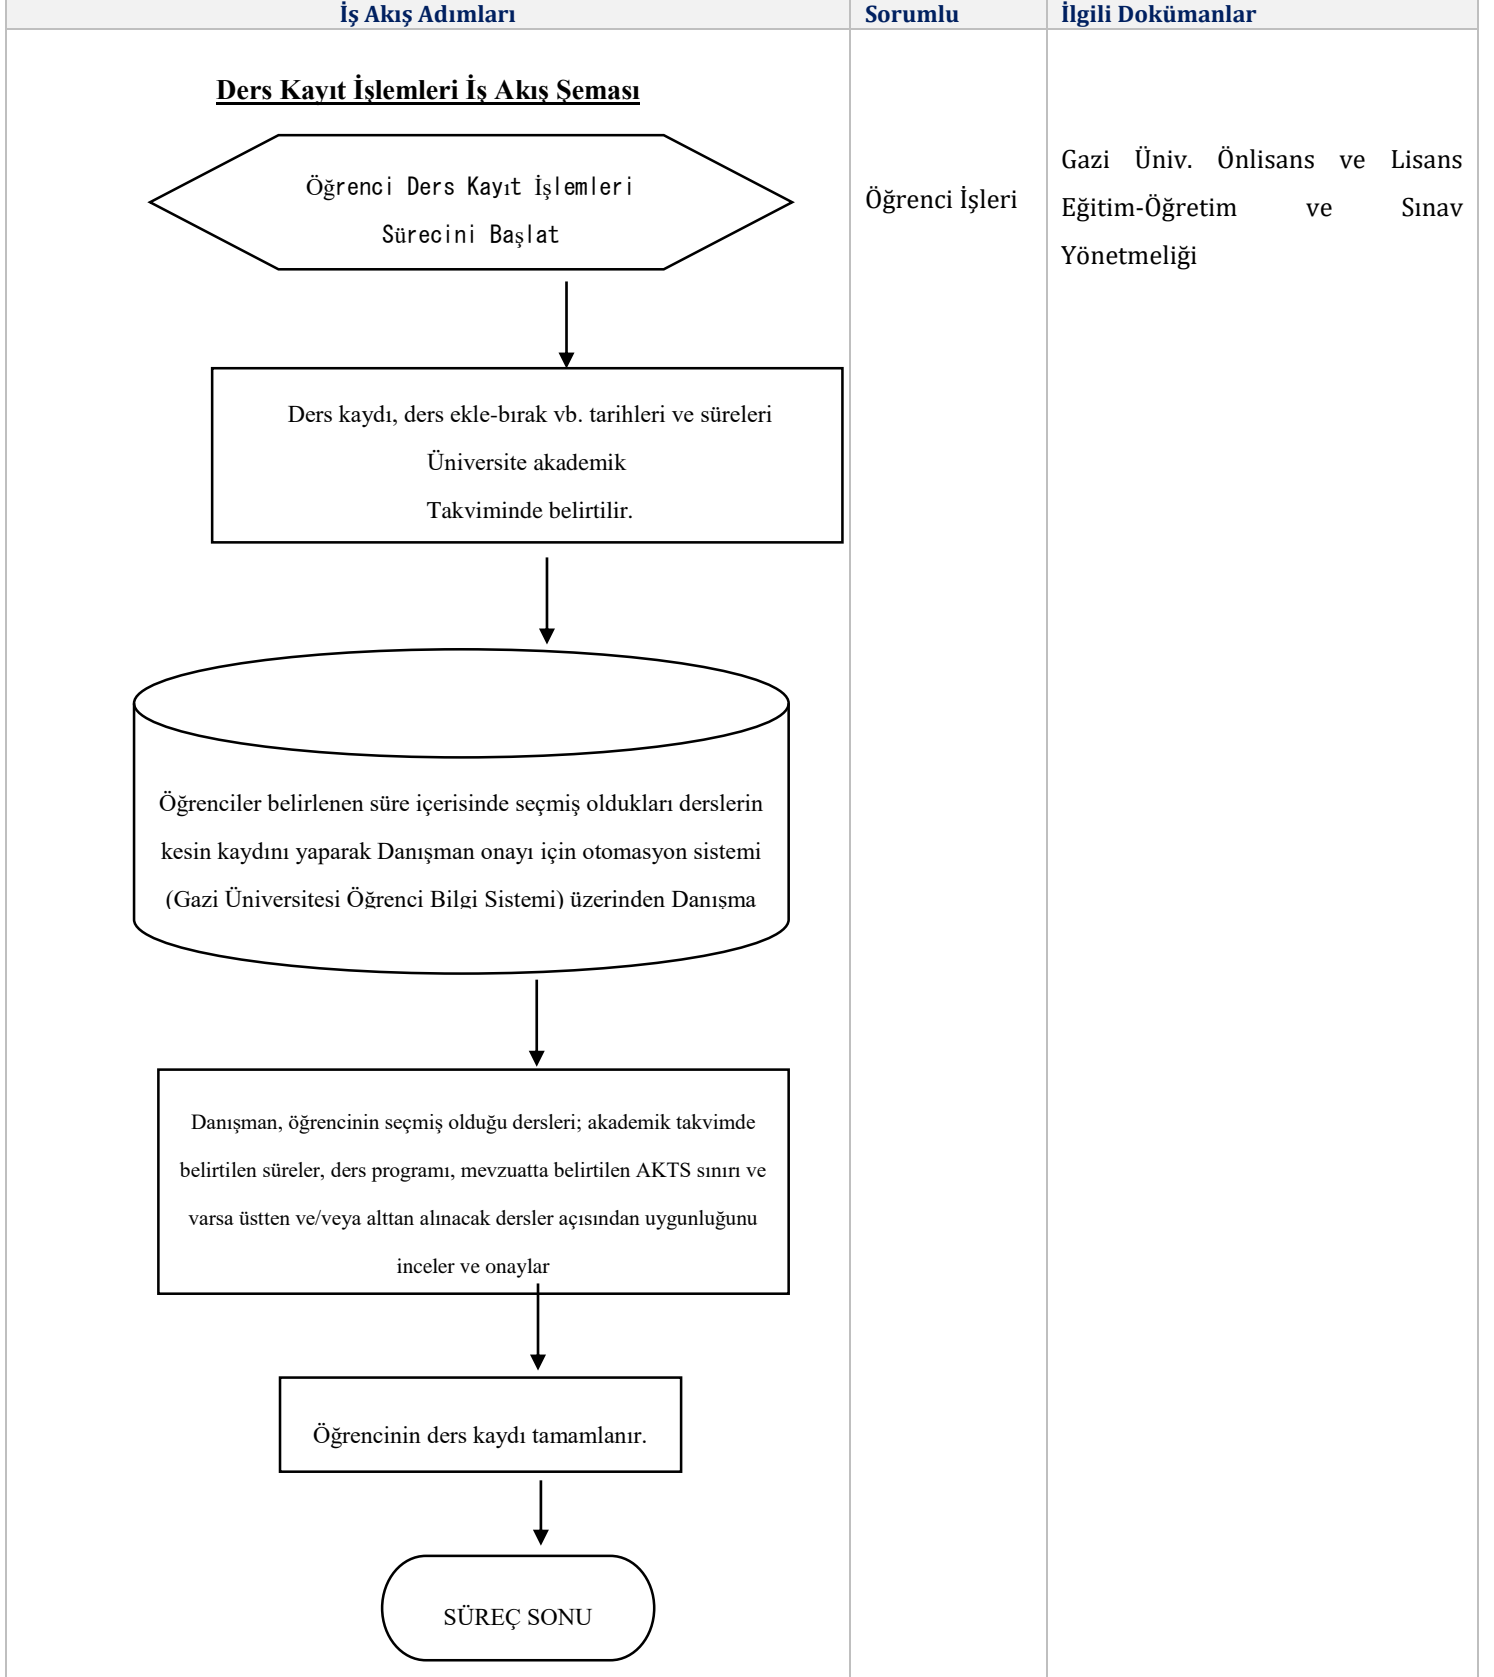 İş Akış Adımları
Sorumlu
İlgili Dokümanlar
Ders Kayıt İşlemleri İş Akış Şeması
Öğrenci Ders Kayıt İşlemleri
Sürecini Başlat
Öğrenci İşleri
Gazi Üniv. Önlisans ve Lisans
Eğitim-Öğretim ve Sınav
Yönetmeliği
Ders kaydı, ders ekle-bırak vb. tarihleri ve süreleri
Üniversite akademik
Takviminde belirtilir.
Öğrenciler belirlenen süre içerisinde seçmiş oldukları derslerin
kesin kaydını yaparak Danışman onayı için otomasyon sistemi
(Gazi Üniversitesi Öğrenci Bilgi Sistemi) üzerinden Danışma
Danışman, öğrencinin seçmiş olduğu dersleri; akademik takvimde
belirtilen süreler, ders programı, mevzuatta belirtilen AKTS sınırı ve
varsa üstten ve/veya alttan alınacak dersler açısından uygunluğunu
inceler ve onaylar
Öğrencinin ders kaydı tamamlanır.
SÜREÇ SONU